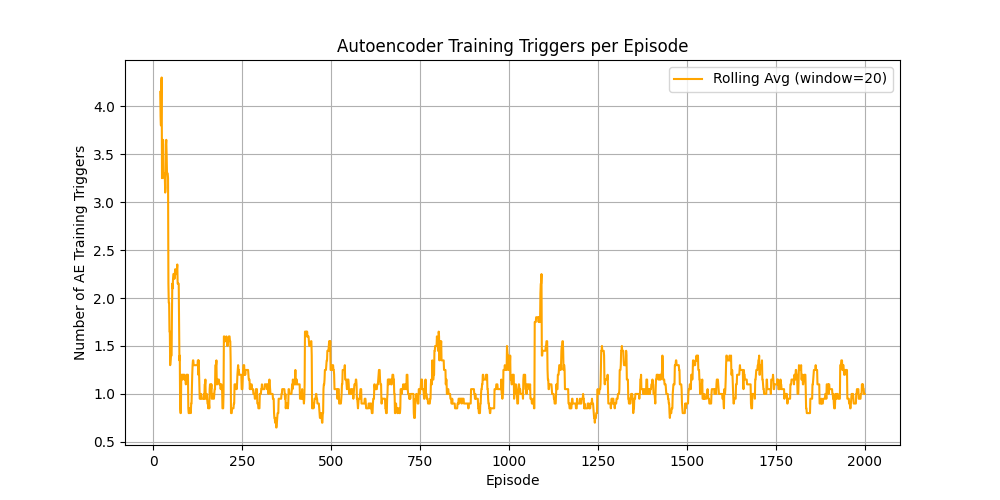 Autoencoder Training Triggers per Episode
Rolling Avg (window=20)
Number of AE Training Triggers
4.0
3.5
3.0
2.5
2.0
1.5
1.0
0.5
0 250 500 750 1000 1250 1500 1750 2000
Episode